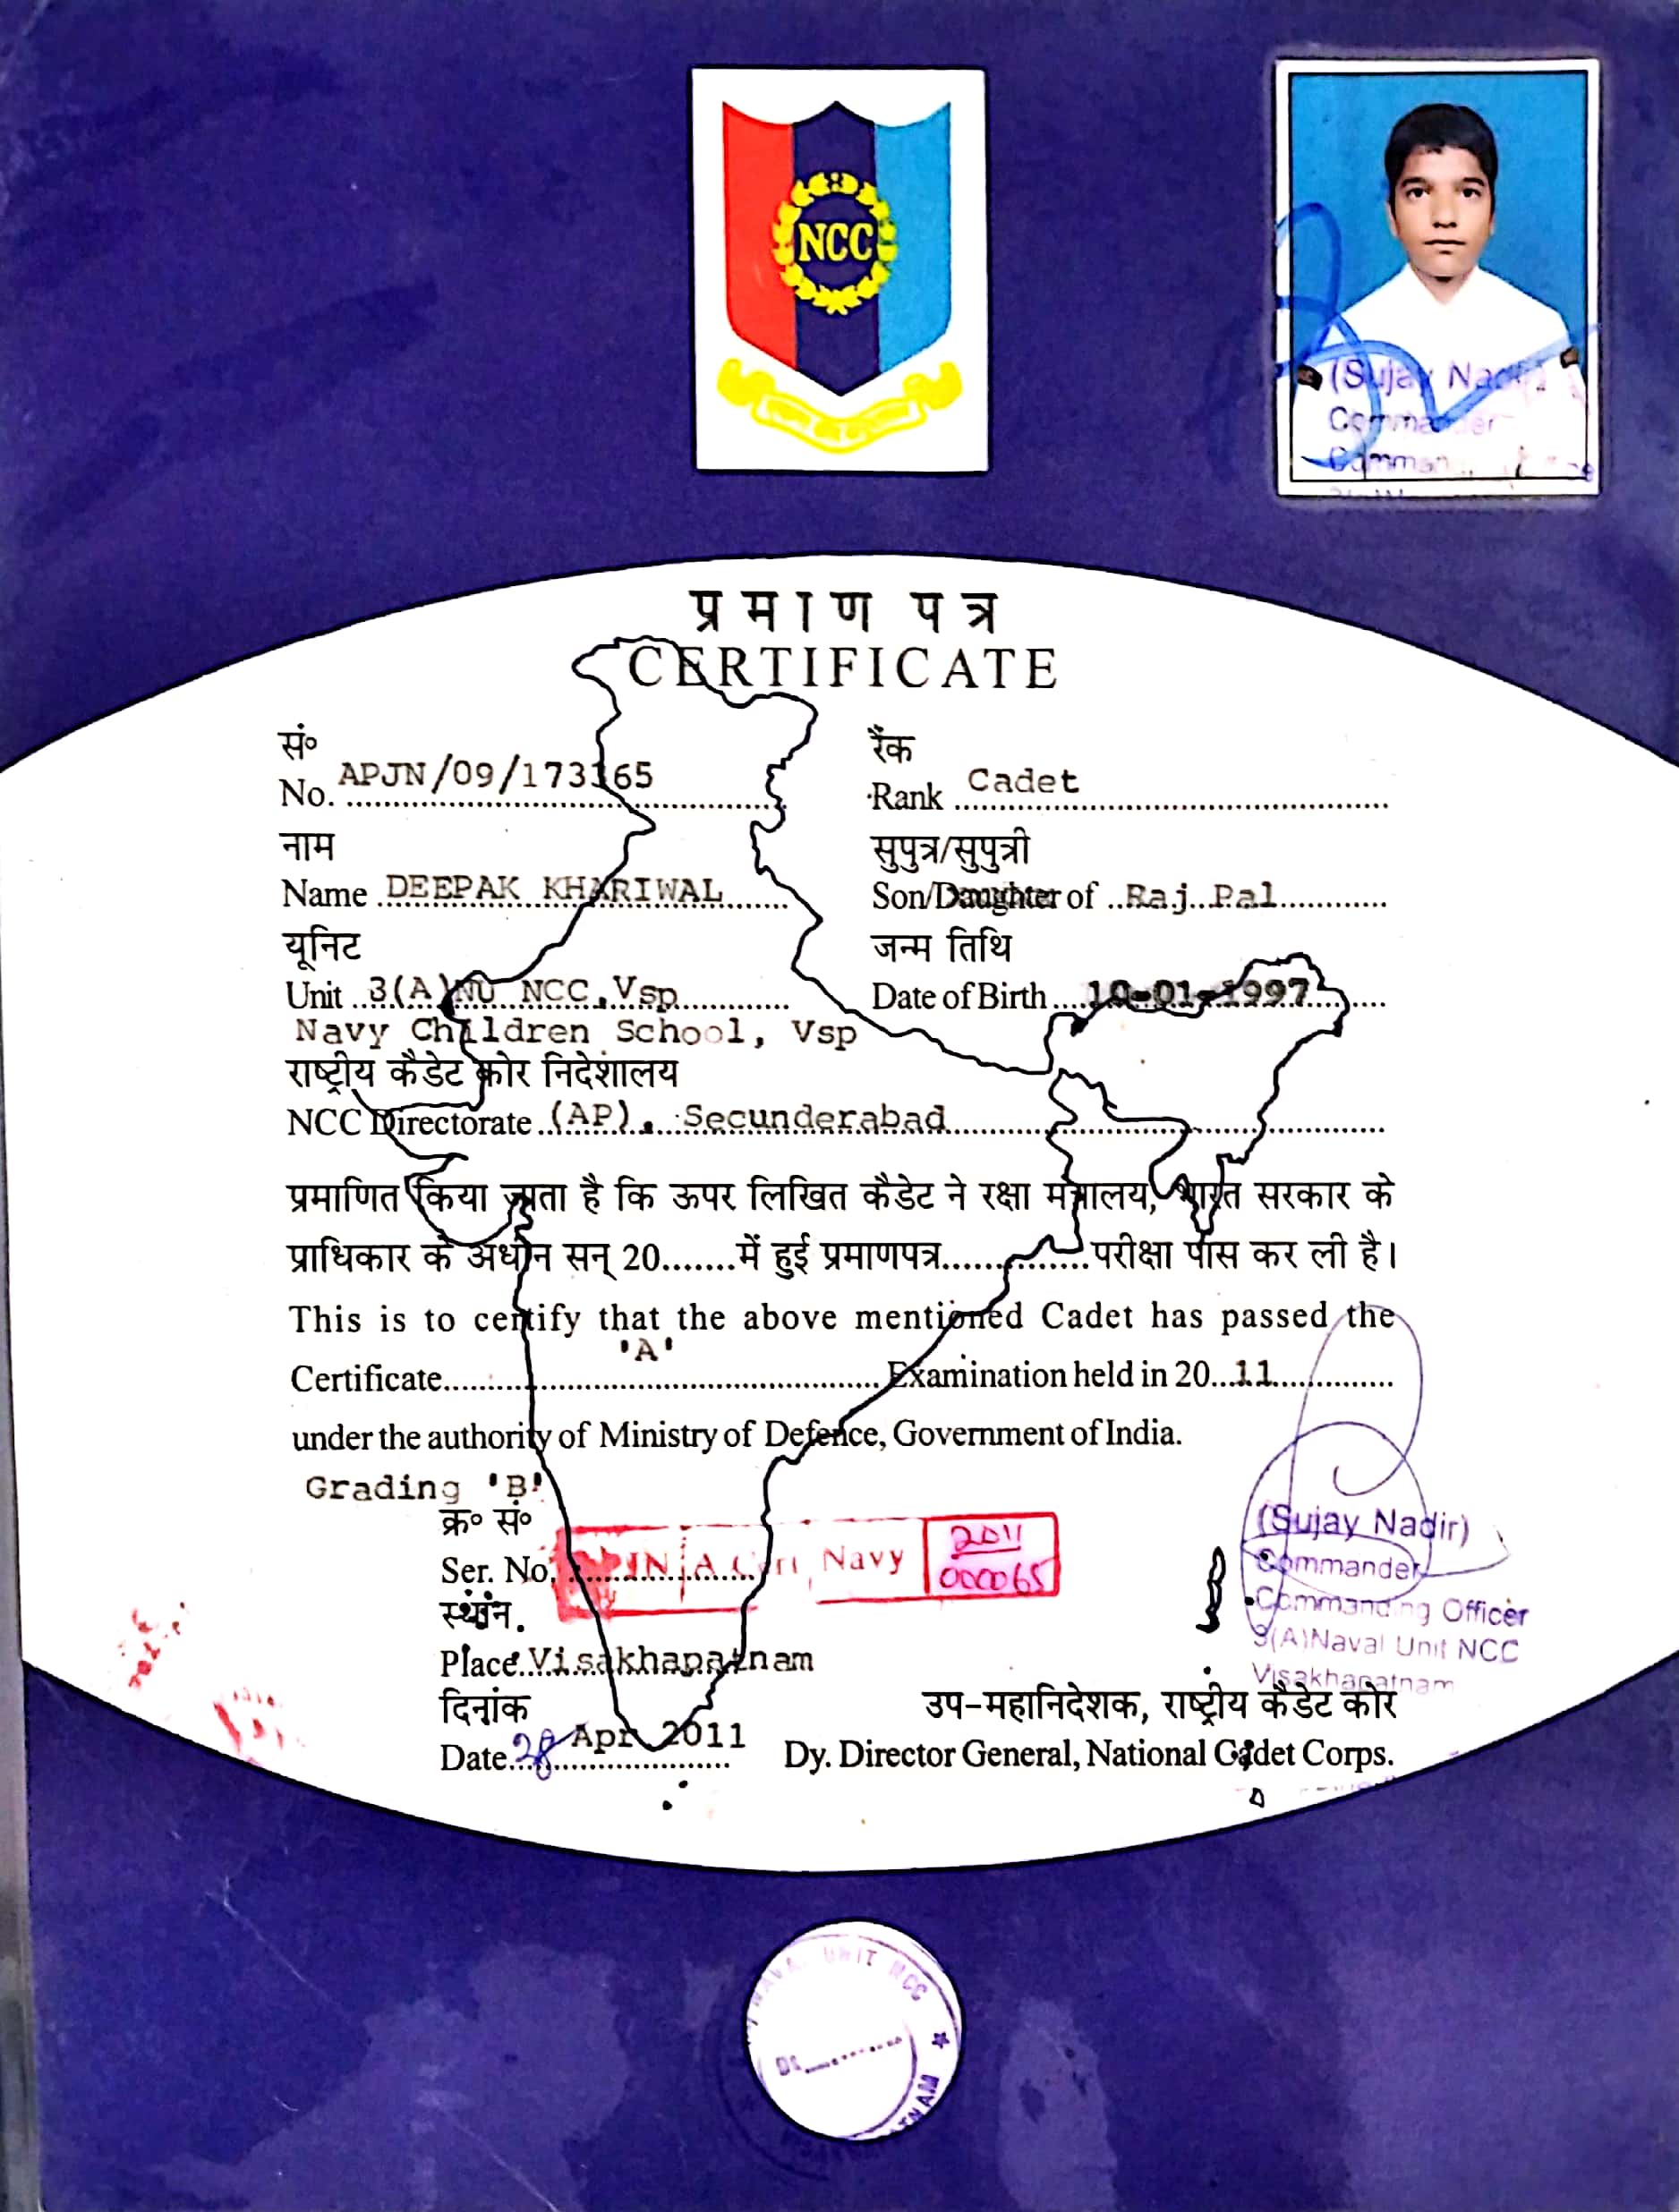 NCC
(Sujay Nadir)
Commander
प्रमाण पत्र
CERTIFICATE
सं०
No. APJN/09/173165
रैंक
Rank Cadet
नाम
Name DEEPAK KHARIWAL
सुपुत्र/सुपुत्री
Son/Daughter of Raj Pal
यूनिट
Unit 3(A)NU NCC, Vsp
Navy Children School, Vsp
जन्म तिथि
Date of Birth 10-01-1997
राष्ट्रीय कैडेट कोर निदेशालय
NCC Directorate (AP), Secunderabad
प्रमाणित किया जाता है कि ऊपर लिखित कैडेट ने रक्षा मंत्रालय, भारत सरकार के
प्राधिकार के अधीन सन् 20.......में हुई प्रमाणपत्र..............परीक्षा पास कर ली है।
This is to certify that the above mentioned Cadet has passed the
Certificate 'A' Examination held in 20 11
under the authority of Ministry of Defence, Government of India.
Grading 'B'
क्र० सं०
Ser. No. JN A Cert Navy 2011 000065
स्थान
Place Visakhapatnam
दिनांक
Date 28 Apr 2011
(Sujay Nadir)
Commander
Commanding Officer
3(A)Naval Unit NCC
Visakhapatnam
उप-महानिदेशक, राष्ट्रीय कैडेट कोर
Dy. Director General, National Cadet Corps.
UNIT NCC